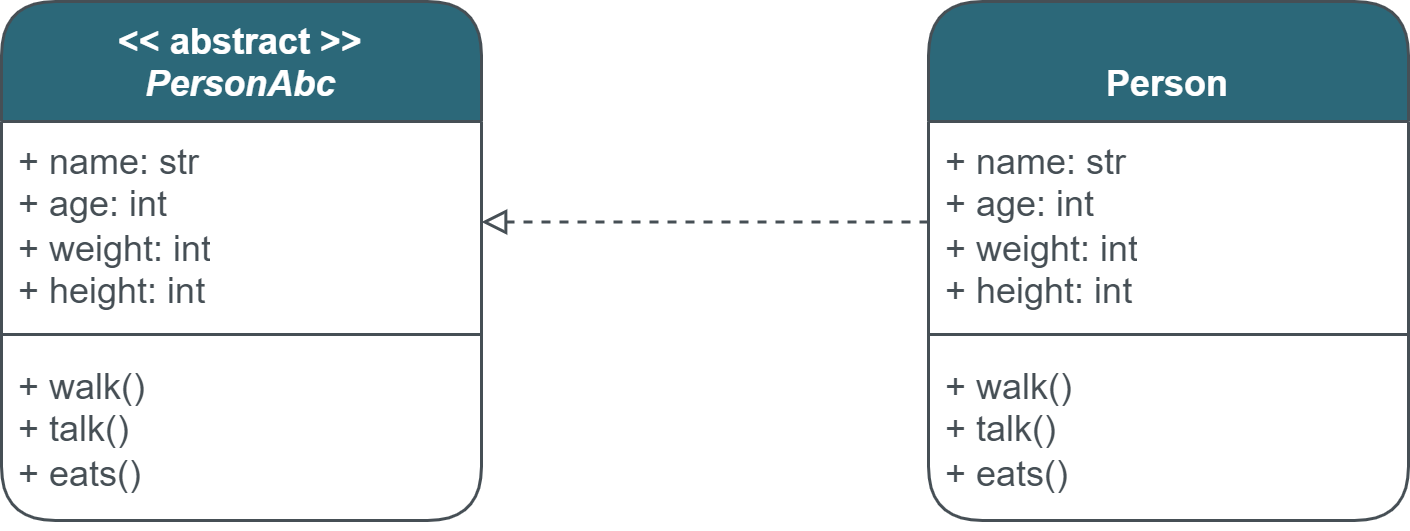 << abstract >>
PersonAbc
+ name: str
+ age: int
+ weight: int
+ height: int
+ walk()
+ talk()
+ eats()
Person
+ name: str
+ age: int
+ weight: int
+ height: int
+ walk()
+ talk()
+ eats()